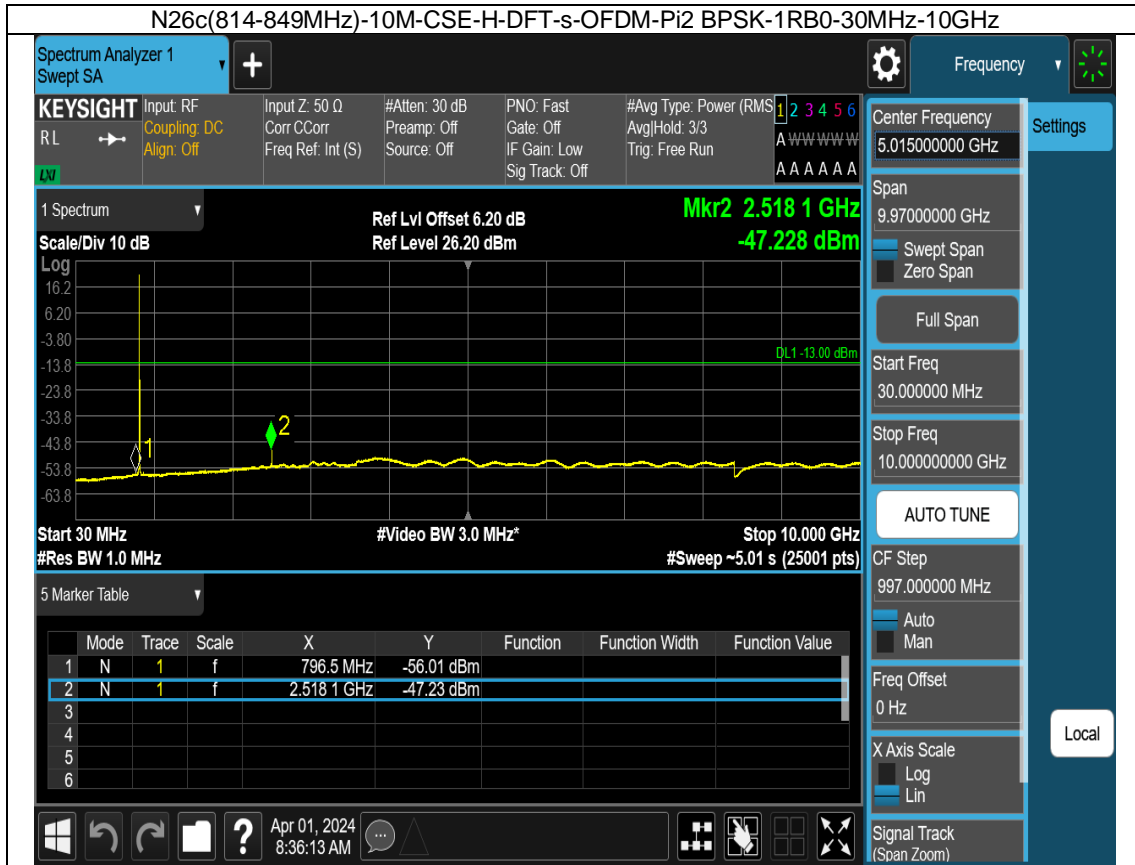 N26c(814-849MHz)-10M-CSE-H-DFT-s-OFDM-Pi2 BPSK-1RB0-30MHz-10GHz
Spectrum Analyzer 1
Swept SA
+
Frequency
KEYSIGHT
RL
LXI
Input: RF
Coupling: DC
Align: Off
Input Z: 50 Ω
Corr CCorr
Freq Ref: Int (S)
#Atten: 30 dB
Preamp: Off
Source: Off
PNO: Fast
Gate: Off
IF Gain: Low
Sig Track: Off
#Avg Type: Power (RMS
Avg|Hold: 3/3
Trig: Free Run
1 2 3 4 5 6
A W W W W W
A A A A A A
1 Spectrum
Scale/Div 10 dB
Ref Lvl Offset 6.20 dB
Ref Level 26.20 dBm
Mkr2 2.518 1 GHz
-47.228 dBm
Log
16.2
6.20
-3.80
-13.8
-23.8
-33.8
-43.8
-53.8
-63.8
DL1 -13.00 dBm
1
2
Start 30 MHz
#Video BW 3.0 MHz*
Stop 10.000 GHz
#Res BW 1.0 MHz
#Sweep ~5.01 s (25001 pts)
5 Marker Table
Mode Trace Scale X Y Function Function Width Function Value
1 N 1 f 796.5 MHz -56.01 dBm
2 N 1 f 2.518 1 GHz -47.23 dBm
3
4
5
6
Center Frequency
5.015000000 GHz
Settings
Span
9.97000000 GHz
Swept Span
Zero Span
Full Span
Start Freq
30.000000 MHz
Stop Freq
10.000000000 GHz
AUTO TUNE
CF Step
997.000000 MHz
Auto
Man
Freq Offset
0 Hz
X Axis Scale
Log
Lin
Signal Track
(Span Zoom)
Local
?
Apr 01, 2024
8:36:13 AM